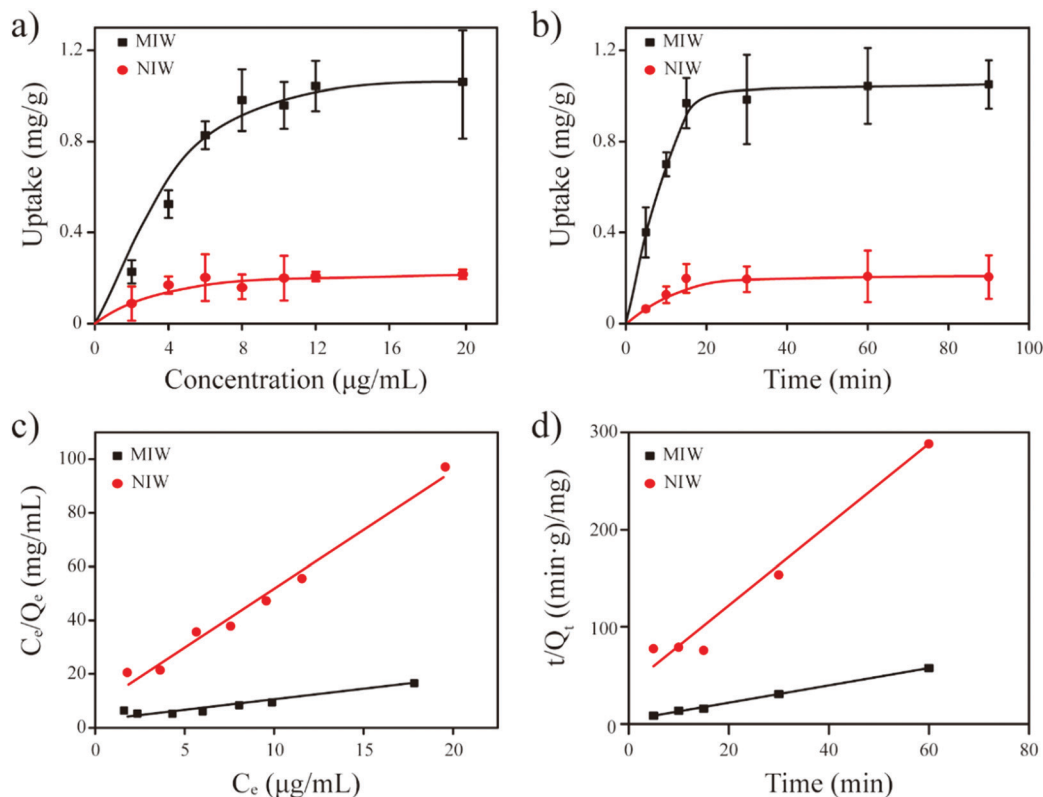 a)
MIW
NIW
1.2
0.8
0.4
0
Uptake (mg/g)
0 4 8 12 16 20
Concentration (μg/mL)
b)
MIW
NIW
1.2
0.8
0.4
0
Uptake (mg/g)
0 20 40 60 80 100
Time (min)
c)
MIW
NIW
100
80
60
40
20
0
Cₑ/Qₑ (mg/mL)
0 5 10 15 20
Cₑ (μg/mL)
d)
MIW
NIW
300
200
100
0
t/Qₜ ((min·g)/mg)
0 20 40 60 80
Time (min)